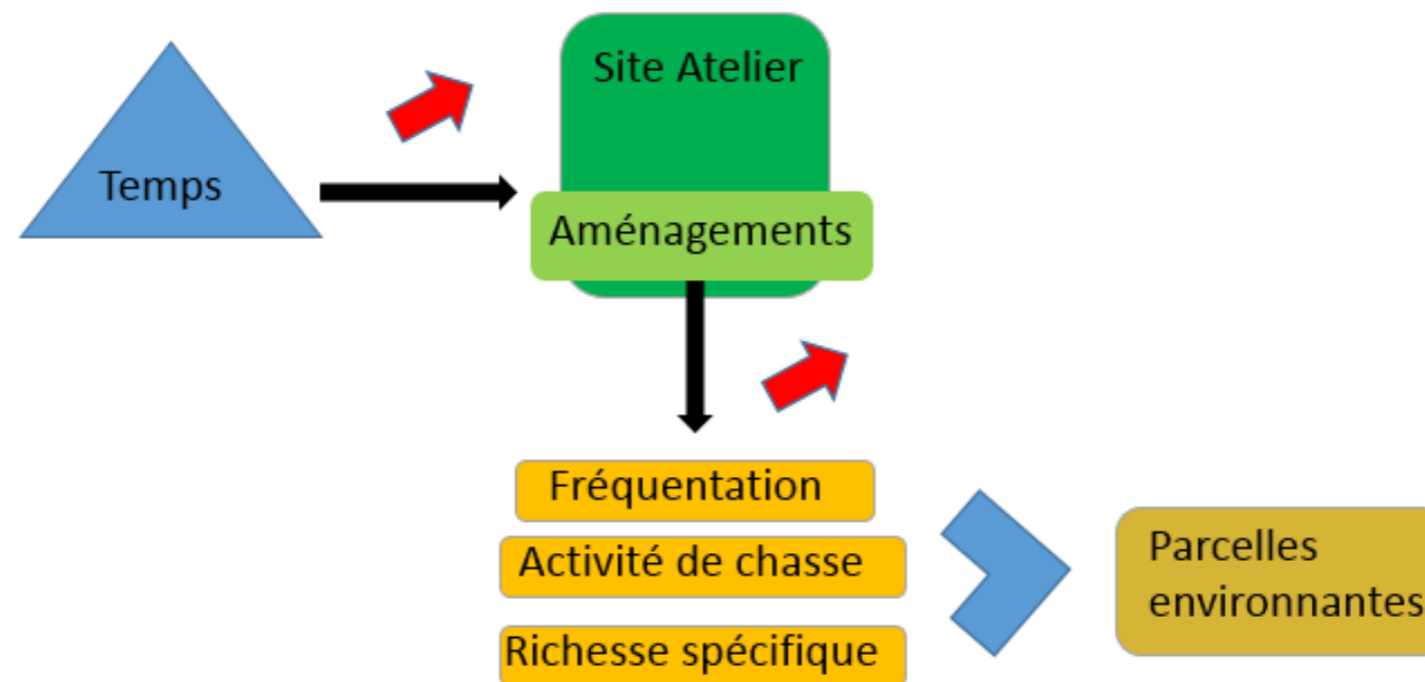 Site Atelier
Temps
Aménagements
Fréquentation
Activité de chasse
Richesse spécifique
Parcelles
environnantes